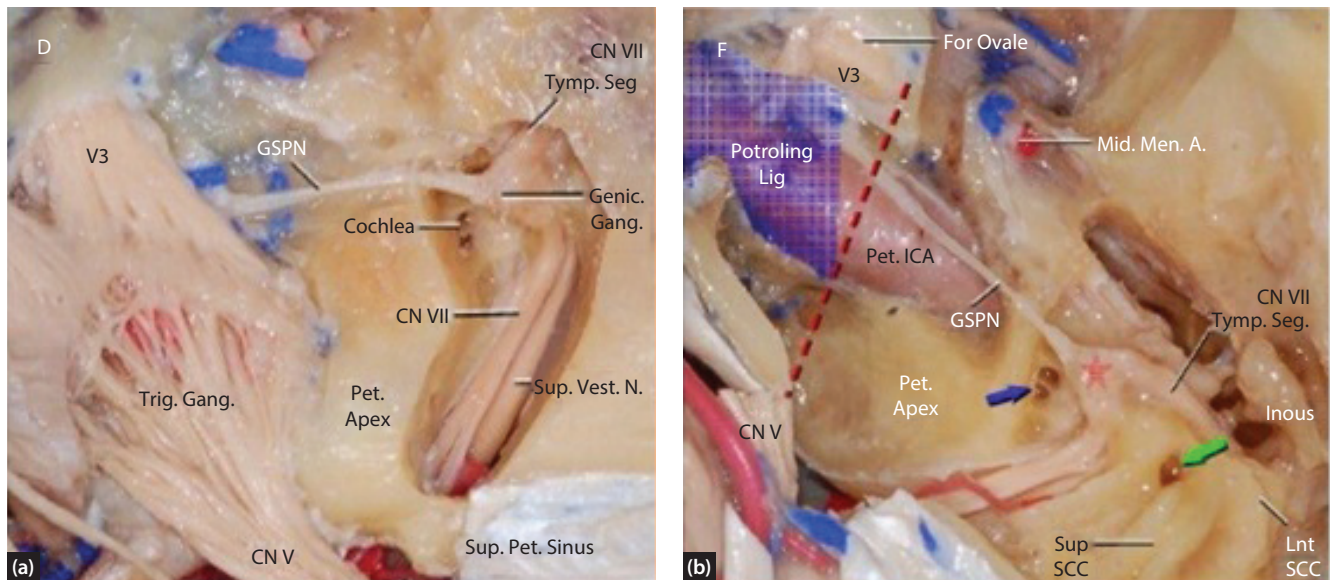 D
CN VII
Tymp. Seg
V3
GSPN
Genic.
Gang.
Cochlea
CN VII
Sup. Vest. N.
Trig. Gang.
Pet.
Apex
CN V
Sup. Pet. Sinus
(a)
F
For Ovale
V3
Mid. Men. A.
Potroling
Lig
Pet. ICA
GSPN
CN VII
Tymp. Seg.
Pet.
Apex
Inous
CN V
Sup
SCC
Lnt
SCC
(b)